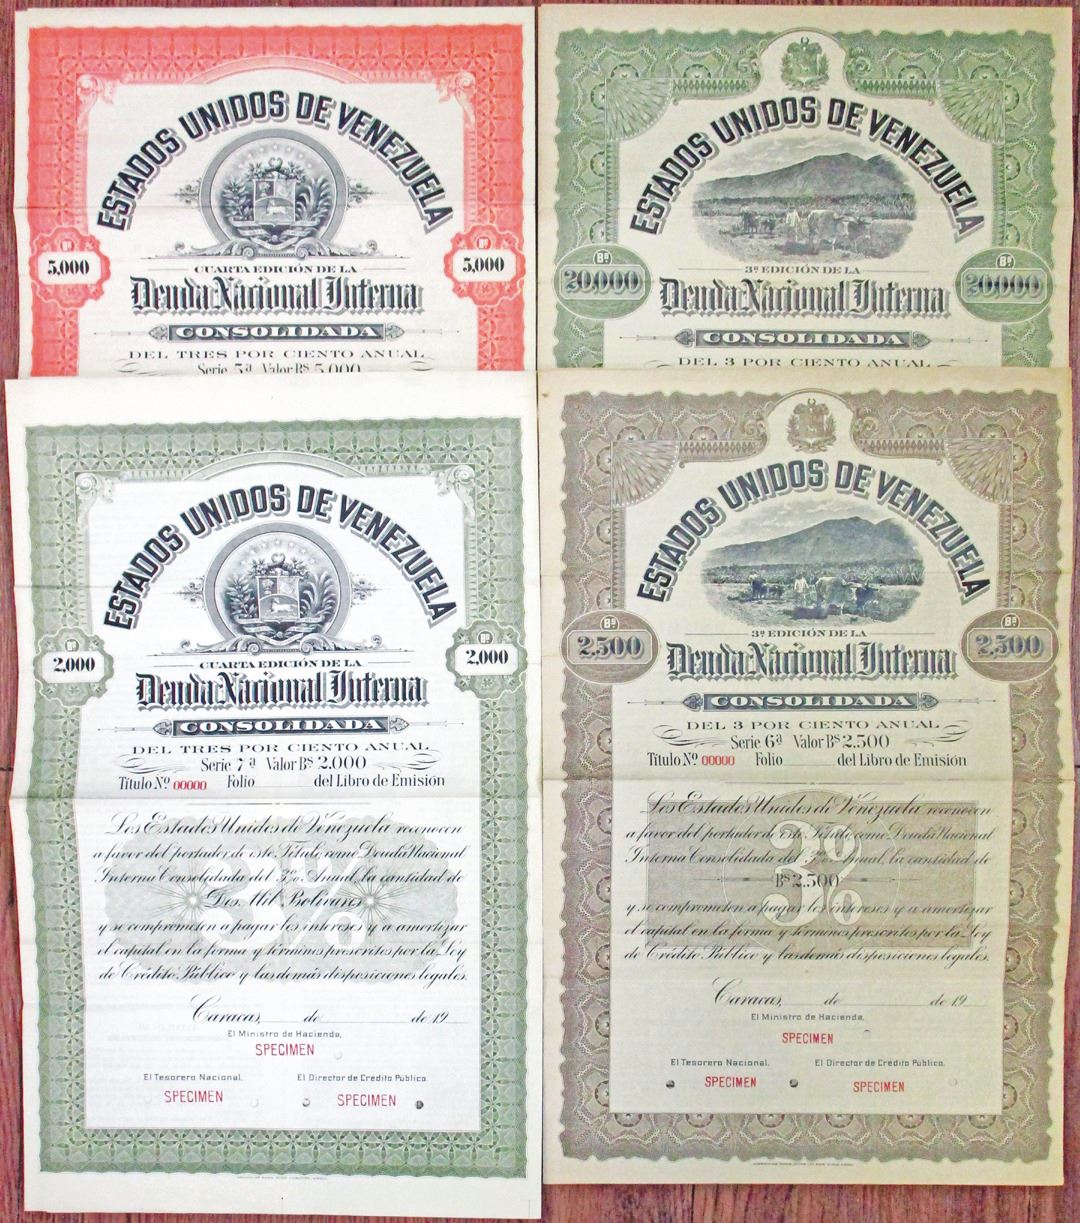 ESTADOS UNIDOS DE VENEZUELA
Bs
5,000
Bs
5,000
CUARTA EDICIÓN DE LA
Deuda Nacional Interna
CONSOLIDADA
DEL TRES POR CIENTO ANUAL
Serie 5ª Valor Bs 5,000
ESTADOS UNIDOS DE VENEZUELA
Bs
20,000
Bs
20,000
3ª EDICIÓN DE LA
Deuda Nacional Interna
CONSOLIDADA
DEL 3 POR CIENTO ANUAL
ESTADOS UNIDOS DE VENEZUELA
Bs
2,000
Bs
2,000
CUARTA EDICIÓN DE LA
Deuda Nacional Interna
CONSOLIDADA
DEL TRES POR CIENTO ANUAL
Serie 7ª Valor Bs 2,000
Título Nº 00000 Folio del Libro de Emisión
3%
Los Estados Unidos de Venezuela reconocen
a favor del portador de este Título como Deuda Nacional
Interna Consolidada del 3% Anual, la cantidad de
Dos Mil Bolívares
y se comprometen a pagar los intereses y a amortizar
el capital en la forma y términos prescritos por la Ley
de Crédito Público y las demás disposiciones legales.
Caracas, de de 19
El Ministro de Hacienda,
SPECIMEN
El Tesorero Nacional, El Director de Crédito Público,
SPECIMEN SPECIMEN
ESTADOS UNIDOS DE VENEZUELA
Bs
2,500
Bs
2,500
3ª EDICIÓN DE LA
Deuda Nacional Interna
CONSOLIDADA
DEL 3 POR CIENTO ANUAL
Serie 6ª Valor Bs 2,500
Título Nº 00000 Folio del Libro de Emisión
3%
Los Estados Unidos de Venezuela reconocen
a favor del portador de este Título como Deuda Nacional
Interna Consolidada del 3% Anual, la cantidad de
Bs 2,500
y se comprometen a pagar los intereses y a amortizar
el capital en la forma y términos prescritos por la Ley
de Crédito Público y las demás disposiciones legales.
Caracas, de de 19
El Ministro de Hacienda,
SPECIMEN
El Tesorero Nacional, El Director de Crédito Público,
SPECIMEN SPECIMEN